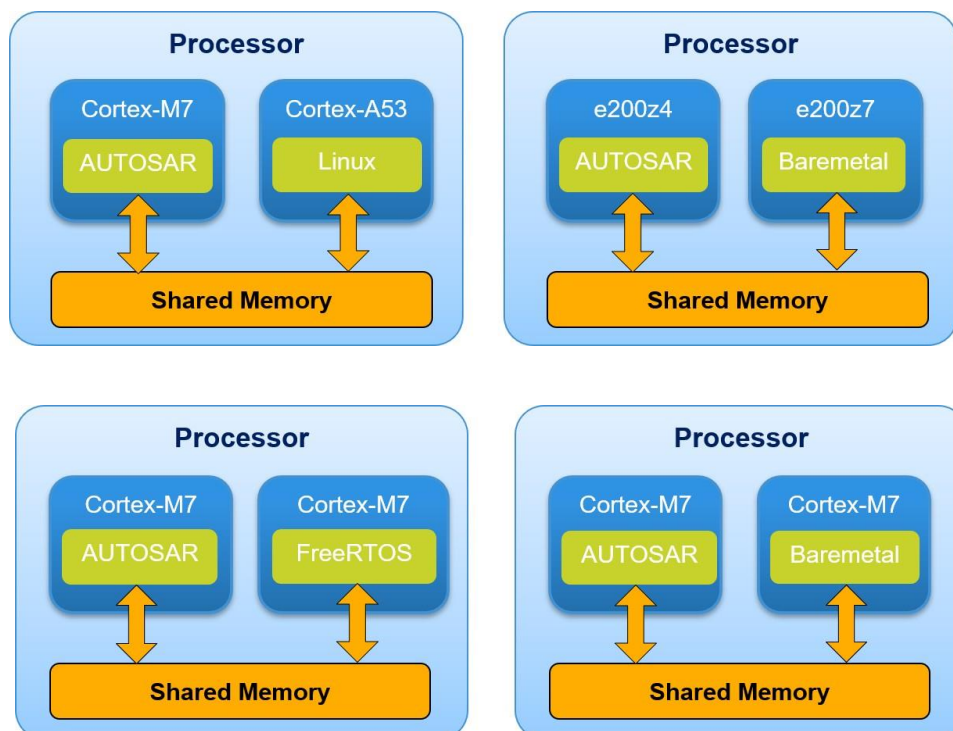 Processor
Cortex-M7
Cortex-A53
AUTOSAR
Linux
Shared Memory
Processor
e200z4
e200z7
AUTOSAR
Baremetal
Shared Memory
Processor
Cortex-M7
Cortex-M7
AUTOSAR
FreeRTOS
Shared Memory
Processor
Cortex-M7
Cortex-M7
AUTOSAR
Baremetal
Shared Memory